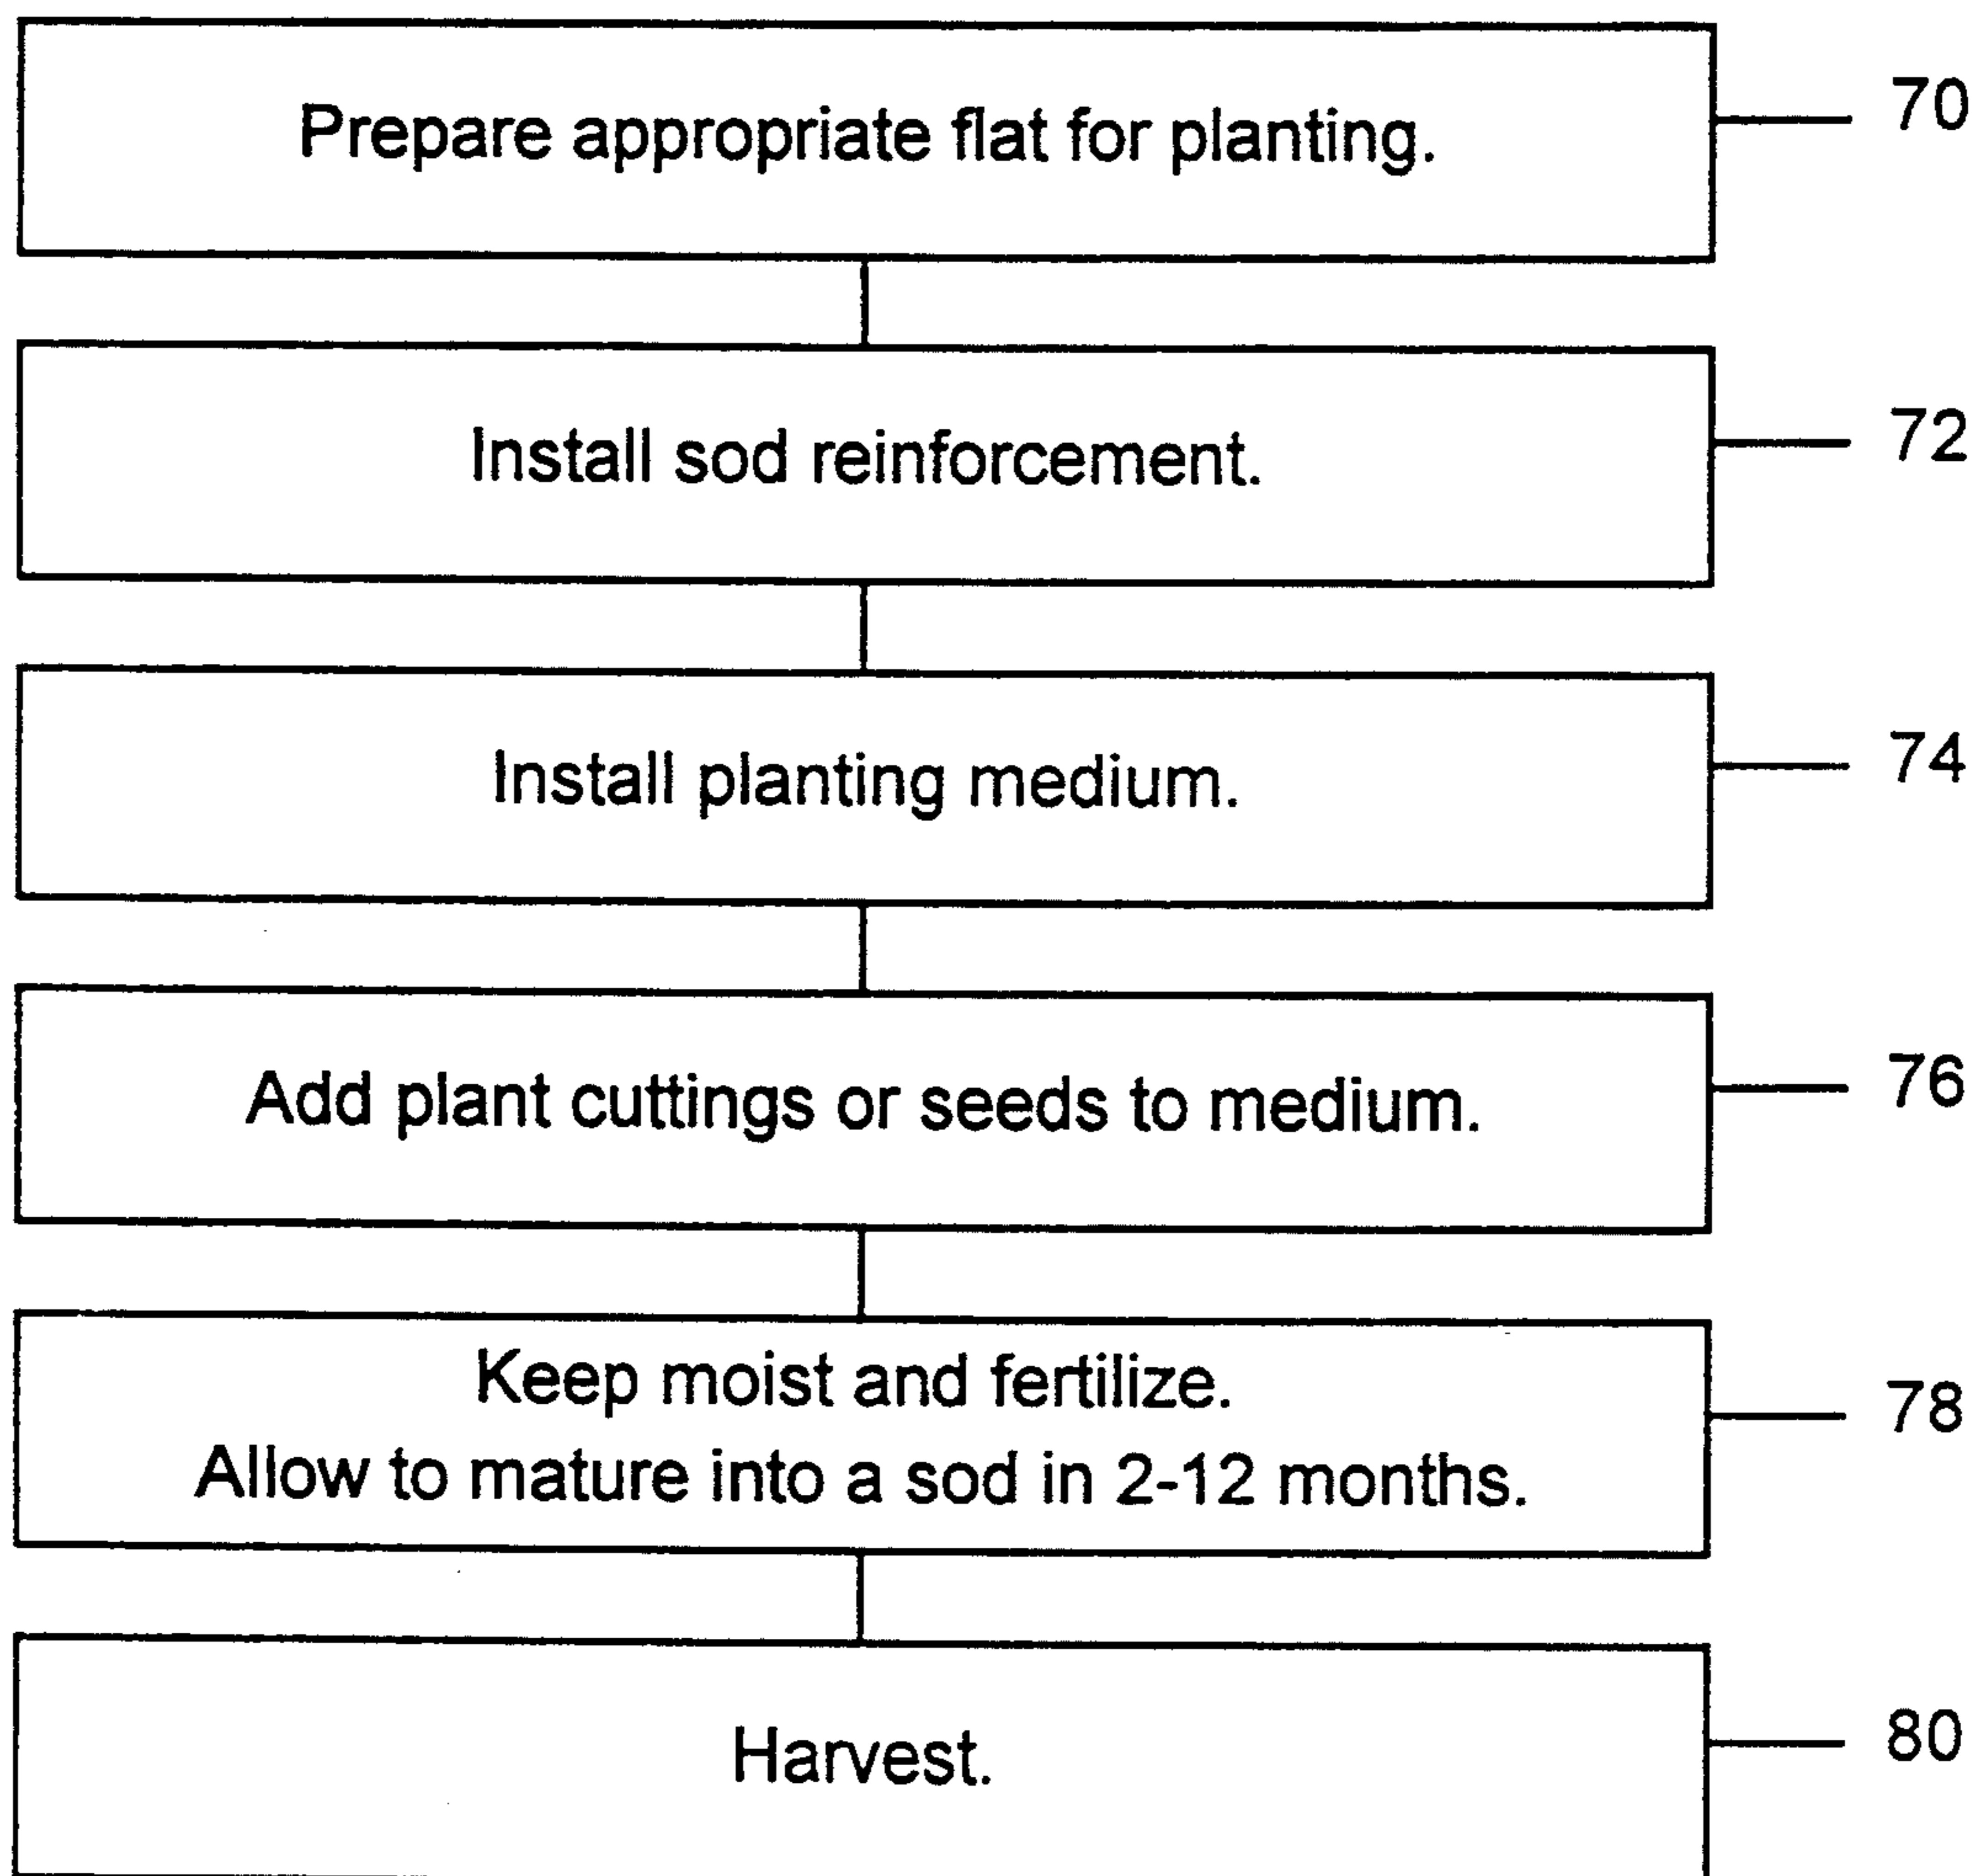 Prepare appropriate flat for planting.
70
Install sod reinforcement.
72
Install planting medium.
74
Add plant cuttings or seeds to medium.
76
Keep moist and fertilize.
Allow to mature into a sod in 2-12 months.
78
Harvest.
80